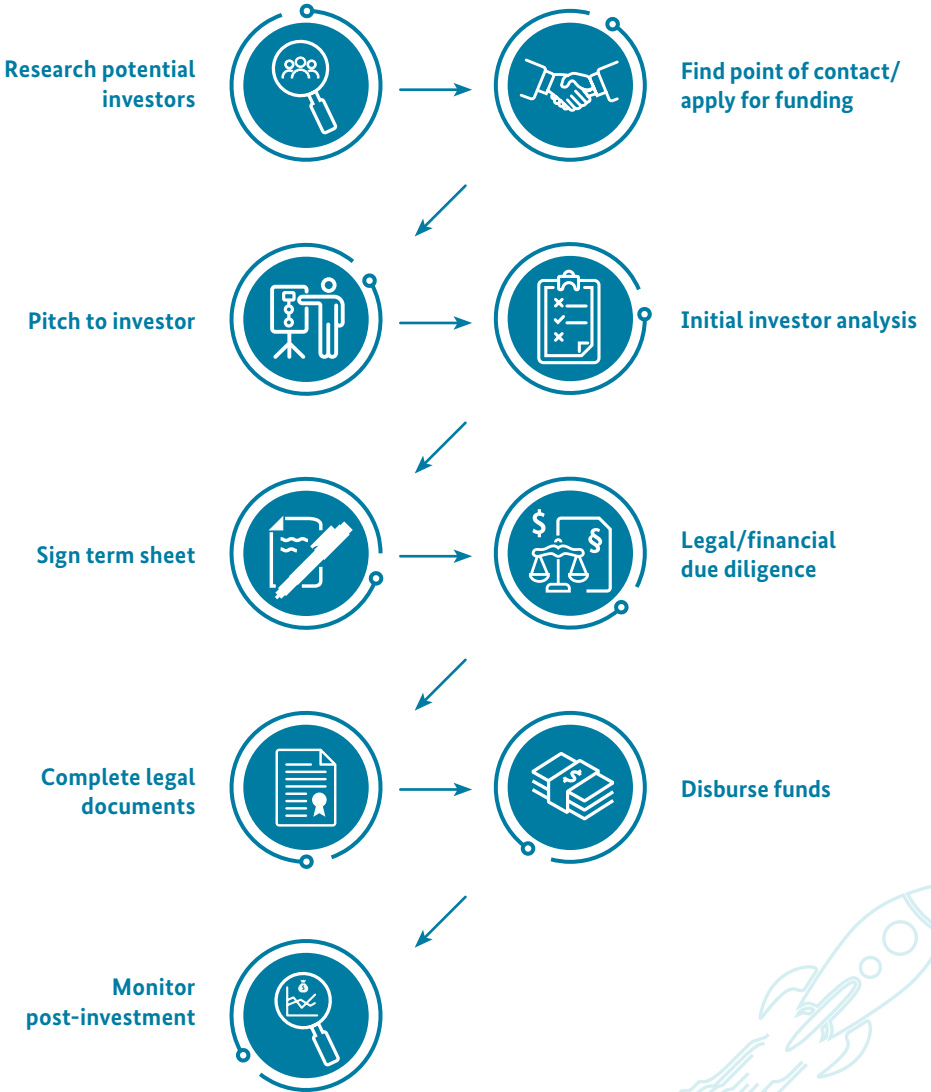 Research potential
investors
Find point of contact/
apply for funding
Pitch to investor
Initial investor analysis
Sign term sheet
$
§
Legal/financial
due diligence
Complete legal
documents
$
Disburse funds
$
Monitor
post-investment